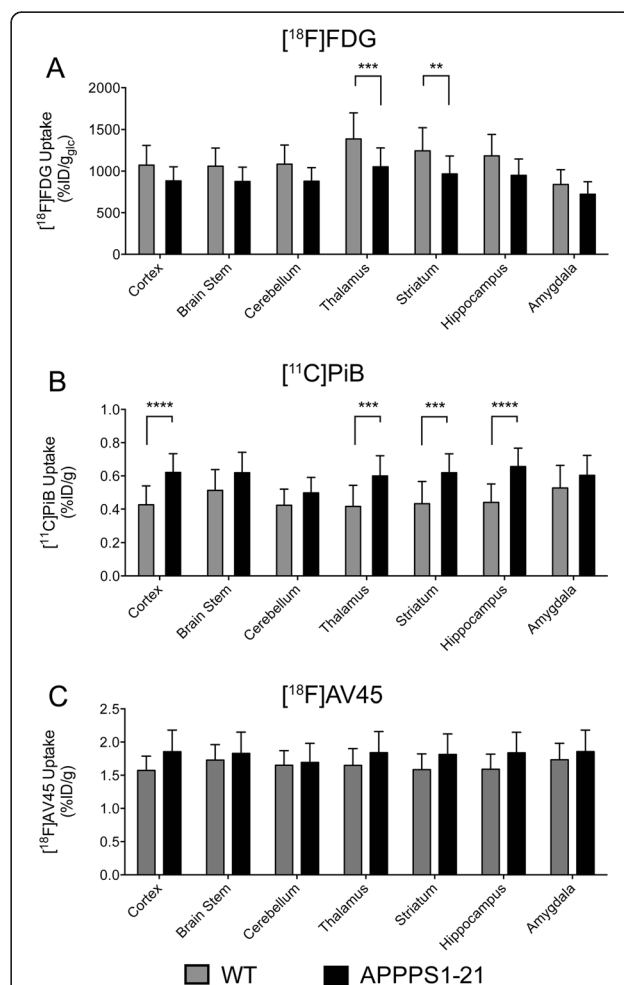 [¹⁸F]FDG
A
*** **
2000
1500
1000
500
0
[¹⁸F]FDG Uptake
(%ID/g_glc)
Cortex
Brain Stem
Cerebellum
Thalamus
Striatum
Hippocampus
Amygdala
B
[¹¹C]PiB
**** *** *** ****
1.0
0.8
0.6
0.4
0.2
0.0
[¹¹C]PiB Uptake
(%ID/g)
Cortex
Brain Stem
Cerebellum
Thalamus
Striatum
Hippocampus
Amygdala
C
[¹⁸F]AV45
2.5
2.0
1.5
1.0
0.5
0.0
[¹⁸F]AV45 Uptake
(%ID/g)
Cortex
Brain Stem
Cerebellum
Thalamus
Striatum
Hippocampus
Amygdala
WT APPPS1-21